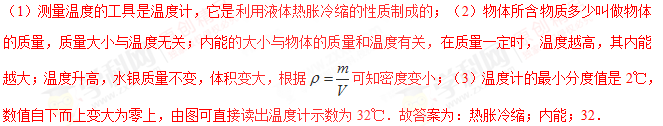 （1）测量温度的工具是温度计，它是利用液体热胀冷缩的性质制成的；（2）物体所含物质多少叫做物体
的质量，质量大小与温度无关；内能的大小与物体的质量和温度有关，在质量一定时，温度越高，其内能
越大；温度升高，水银质量不变，体积变大，根据 ρ=m/V 可知密度变小；（3）温度计的最小分度值是 2℃，
数值自下而上变大为零上，由图可直接读出温度计示数为 32℃．故答案为：热胀冷缩；内能；32．